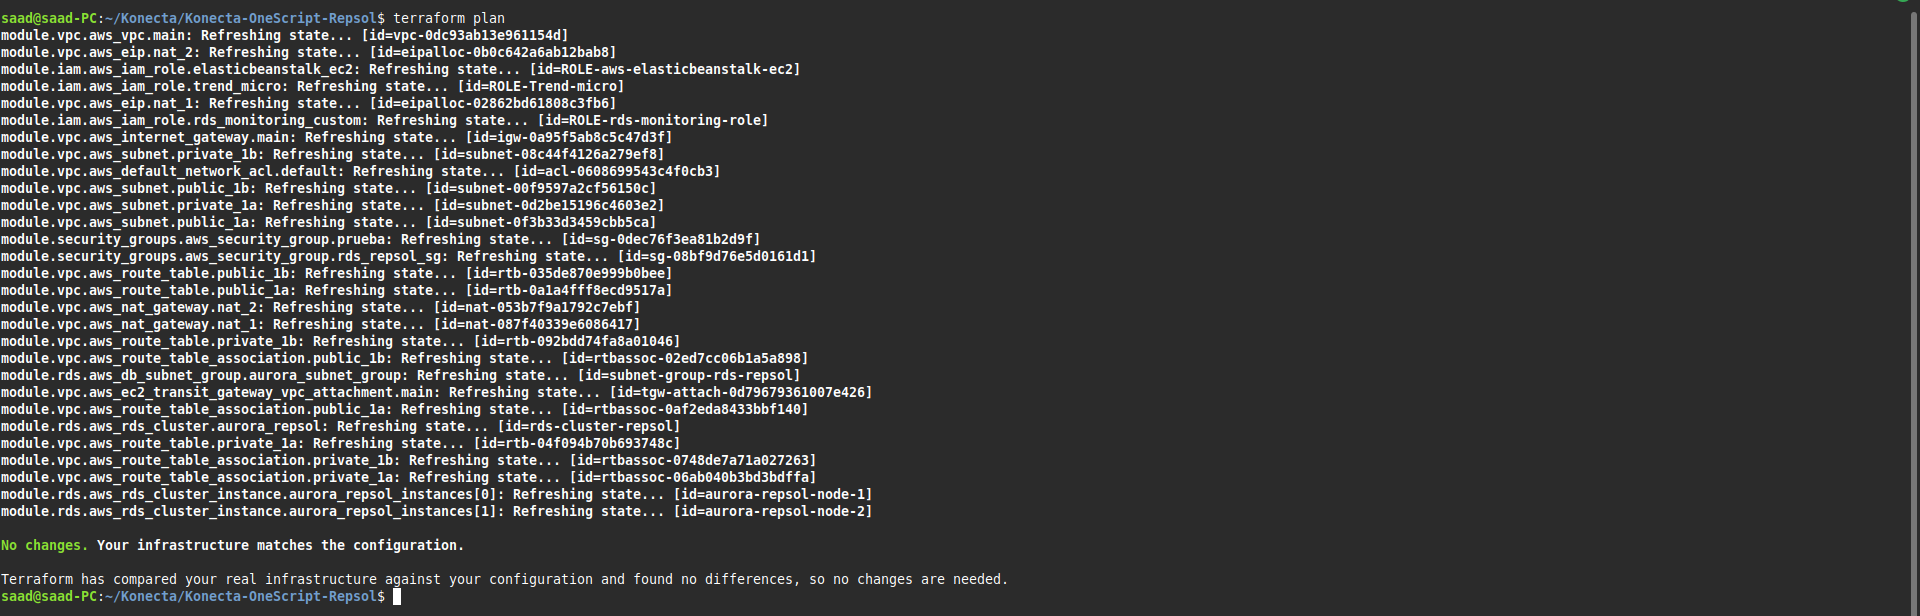 saad@saad-PC:~/Konecta/Konecta-OneScript-Repsol$ terraform plan
module.vpc.aws_vpc.main: Refreshing state... [id=vpc-0dc93ab13e961154d]
module.vpc.aws_eip.nat_2: Refreshing state... [id=eipalloc-0b0c642a6ab12bab8]
module.iam.aws_iam_role.elasticbeanstalk_ec2: Refreshing state... [id=ROLE-aws-elasticbeanstalk-ec2]
module.iam.aws_iam_role.trend_micro: Refreshing state... [id=ROLE-Trend-micro]
module.vpc.aws_eip.nat_1: Refreshing state... [id=eipalloc-02862bd61808c3fb6]
module.iam.aws_iam_role.rds_monitoring_custom: Refreshing state... [id=ROLE-rds-monitoring-role]
module.vpc.aws_internet_gateway.main: Refreshing state... [id=igw-0a95f5ab8c5c47d3f]
module.vpc.aws_subnet.private_1b: Refreshing state... [id=subnet-08c44f4126a279ef8]
module.vpc.aws_default_network_acl.default: Refreshing state... [id=acl-0608699543c4f0cb3]
module.vpc.aws_subnet.public_1b: Refreshing state... [id=subnet-00f9597a2cf56150c]
module.vpc.aws_subnet.private_1a: Refreshing state... [id=subnet-0d2be15196c4603e2]
module.vpc.aws_subnet.public_1a: Refreshing state... [id=subnet-0f3b33d3459cbb5ca]
module.security_groups.aws_security_group.prueba: Refreshing state... [id=sg-0dec76f3ea81b2d9f]
module.security_groups.aws_security_group.rds_repsol_sg: Refreshing state... [id=sg-08bf9d76e5d0161d1]
module.vpc.aws_route_table.public_1b: Refreshing state... [id=rtb-035de870e999b0bee]
module.vpc.aws_route_table.public_1a: Refreshing state... [id=rtb-0a1a4fff8ecd9517a]
module.vpc.aws_nat_gateway.nat_2: Refreshing state... [id=nat-053b7f9a1792c7ebf]
module.vpc.aws_nat_gateway.nat_1: Refreshing state... [id=nat-087f40339e6086417]
module.vpc.aws_route_table.private_1b: Refreshing state... [id=rtb-092bdd74fa8a01046]
module.vpc.aws_route_table_association.public_1b: Refreshing state... [id=rtbassoc-02ed7cc06b1a5a898]
module.rds.aws_db_subnet_group.aurora_subnet_group: Refreshing state... [id=subnet-group-rds-repsol]
module.vpc.aws_ec2_transit_gateway_vpc_attachment.main: Refreshing state... [id=tgw-attach-0d79679361007e426]
module.vpc.aws_route_table_association.public_1a: Refreshing state... [id=rtbassoc-0af2eda8433bbf140]
module.rds.aws_rds_cluster.aurora_repsol: Refreshing state... [id=rds-cluster-repsol]
module.vpc.aws_route_table.private_1a: Refreshing state... [id=rtb-04f094b70b693748c]
module.vpc.aws_route_table_association.private_1b: Refreshing state... [id=rtbassoc-0748de7a71a027263]
module.vpc.aws_route_table_association.private_1a: Refreshing state... [id=rtbassoc-06ab040b3bd3bdffa]
module.rds.aws_rds_cluster_instance.aurora_repsol_instances[0]: Refreshing state... [id=aurora-repsol-node-1]
module.rds.aws_rds_cluster_instance.aurora_repsol_instances[1]: Refreshing state... [id=aurora-repsol-node-2]
No changes. Your infrastructure matches the configuration.
Terraform has compared your real infrastructure against your configuration and found no differences, so no changes are needed.
saad@saad-PC:~/Konecta/Konecta-OneScript-Repsol$